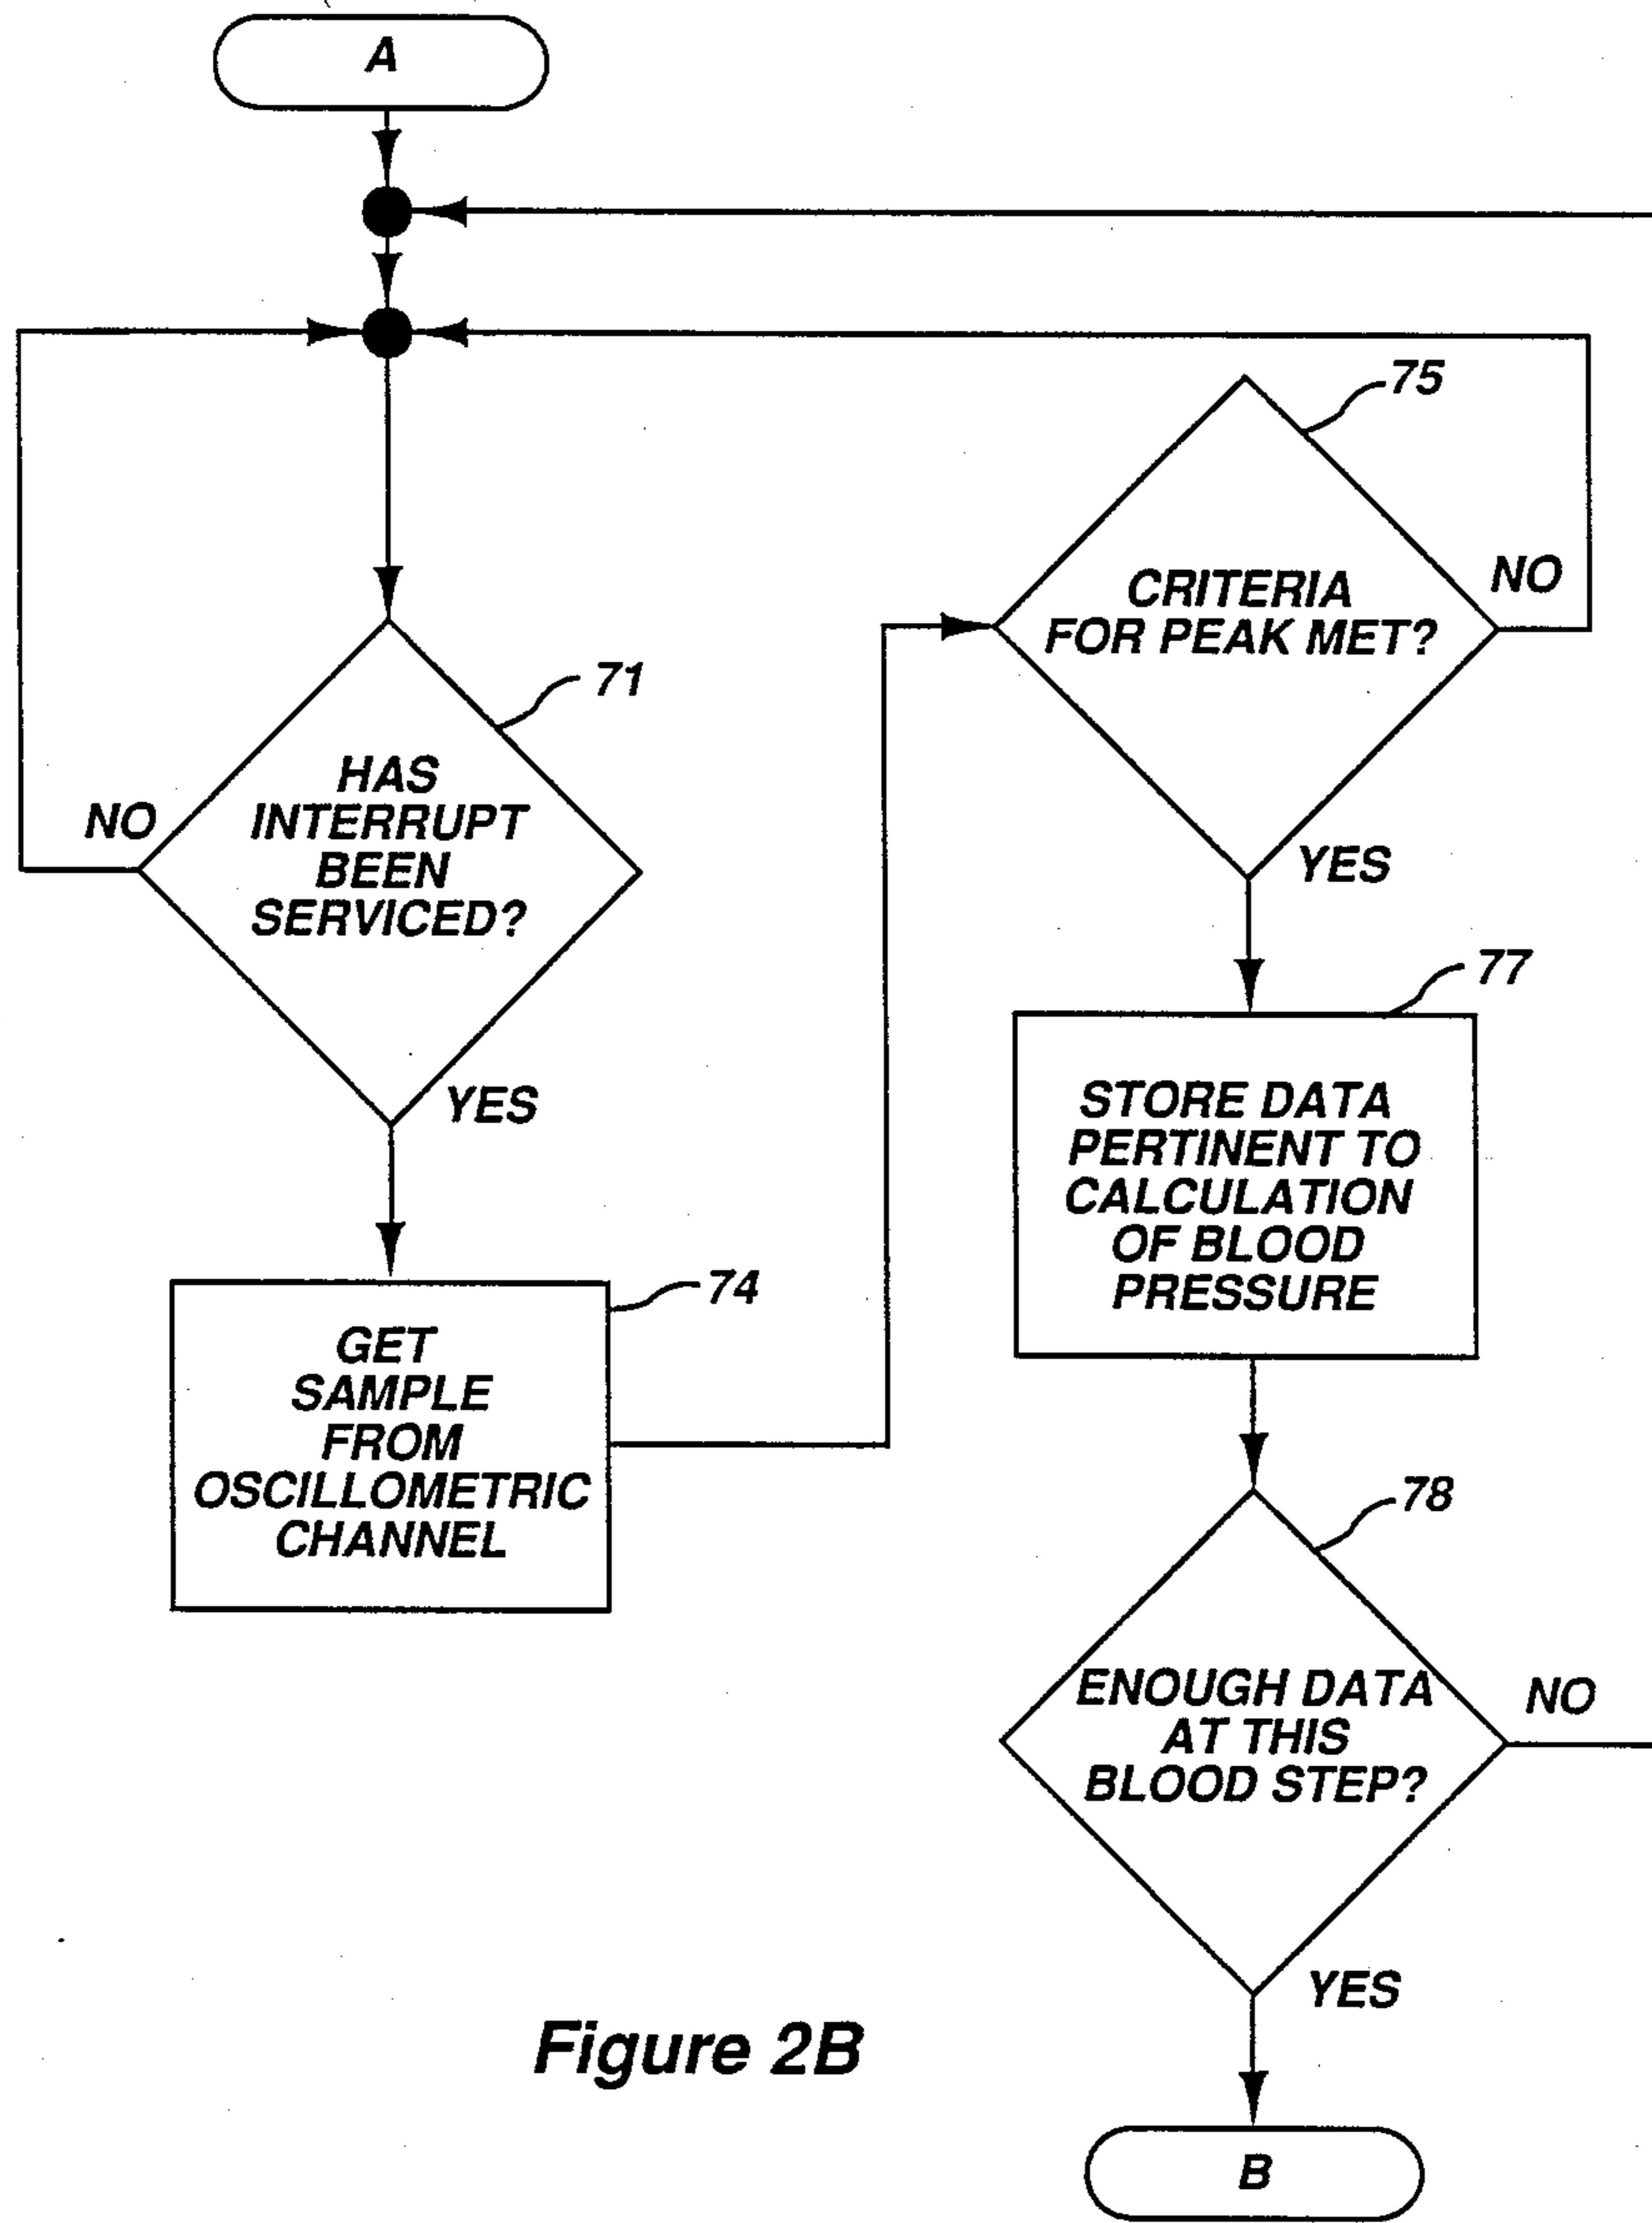 A
75
CRITERIA
FOR PEAK MET?
NO
71
HAS
INTERRUPT
BEEN
SERVICED?
NO
YES
YES
77
STORE DATA
PERTINENT TO
CALCULATION
OF BLOOD
PRESSURE
74
GET
SAMPLE
FROM
OSCILLOMETRIC
CHANNEL
78
ENOUGH DATA
AT THIS
BLOOD STEP?
NO
YES
Figure 2B
B